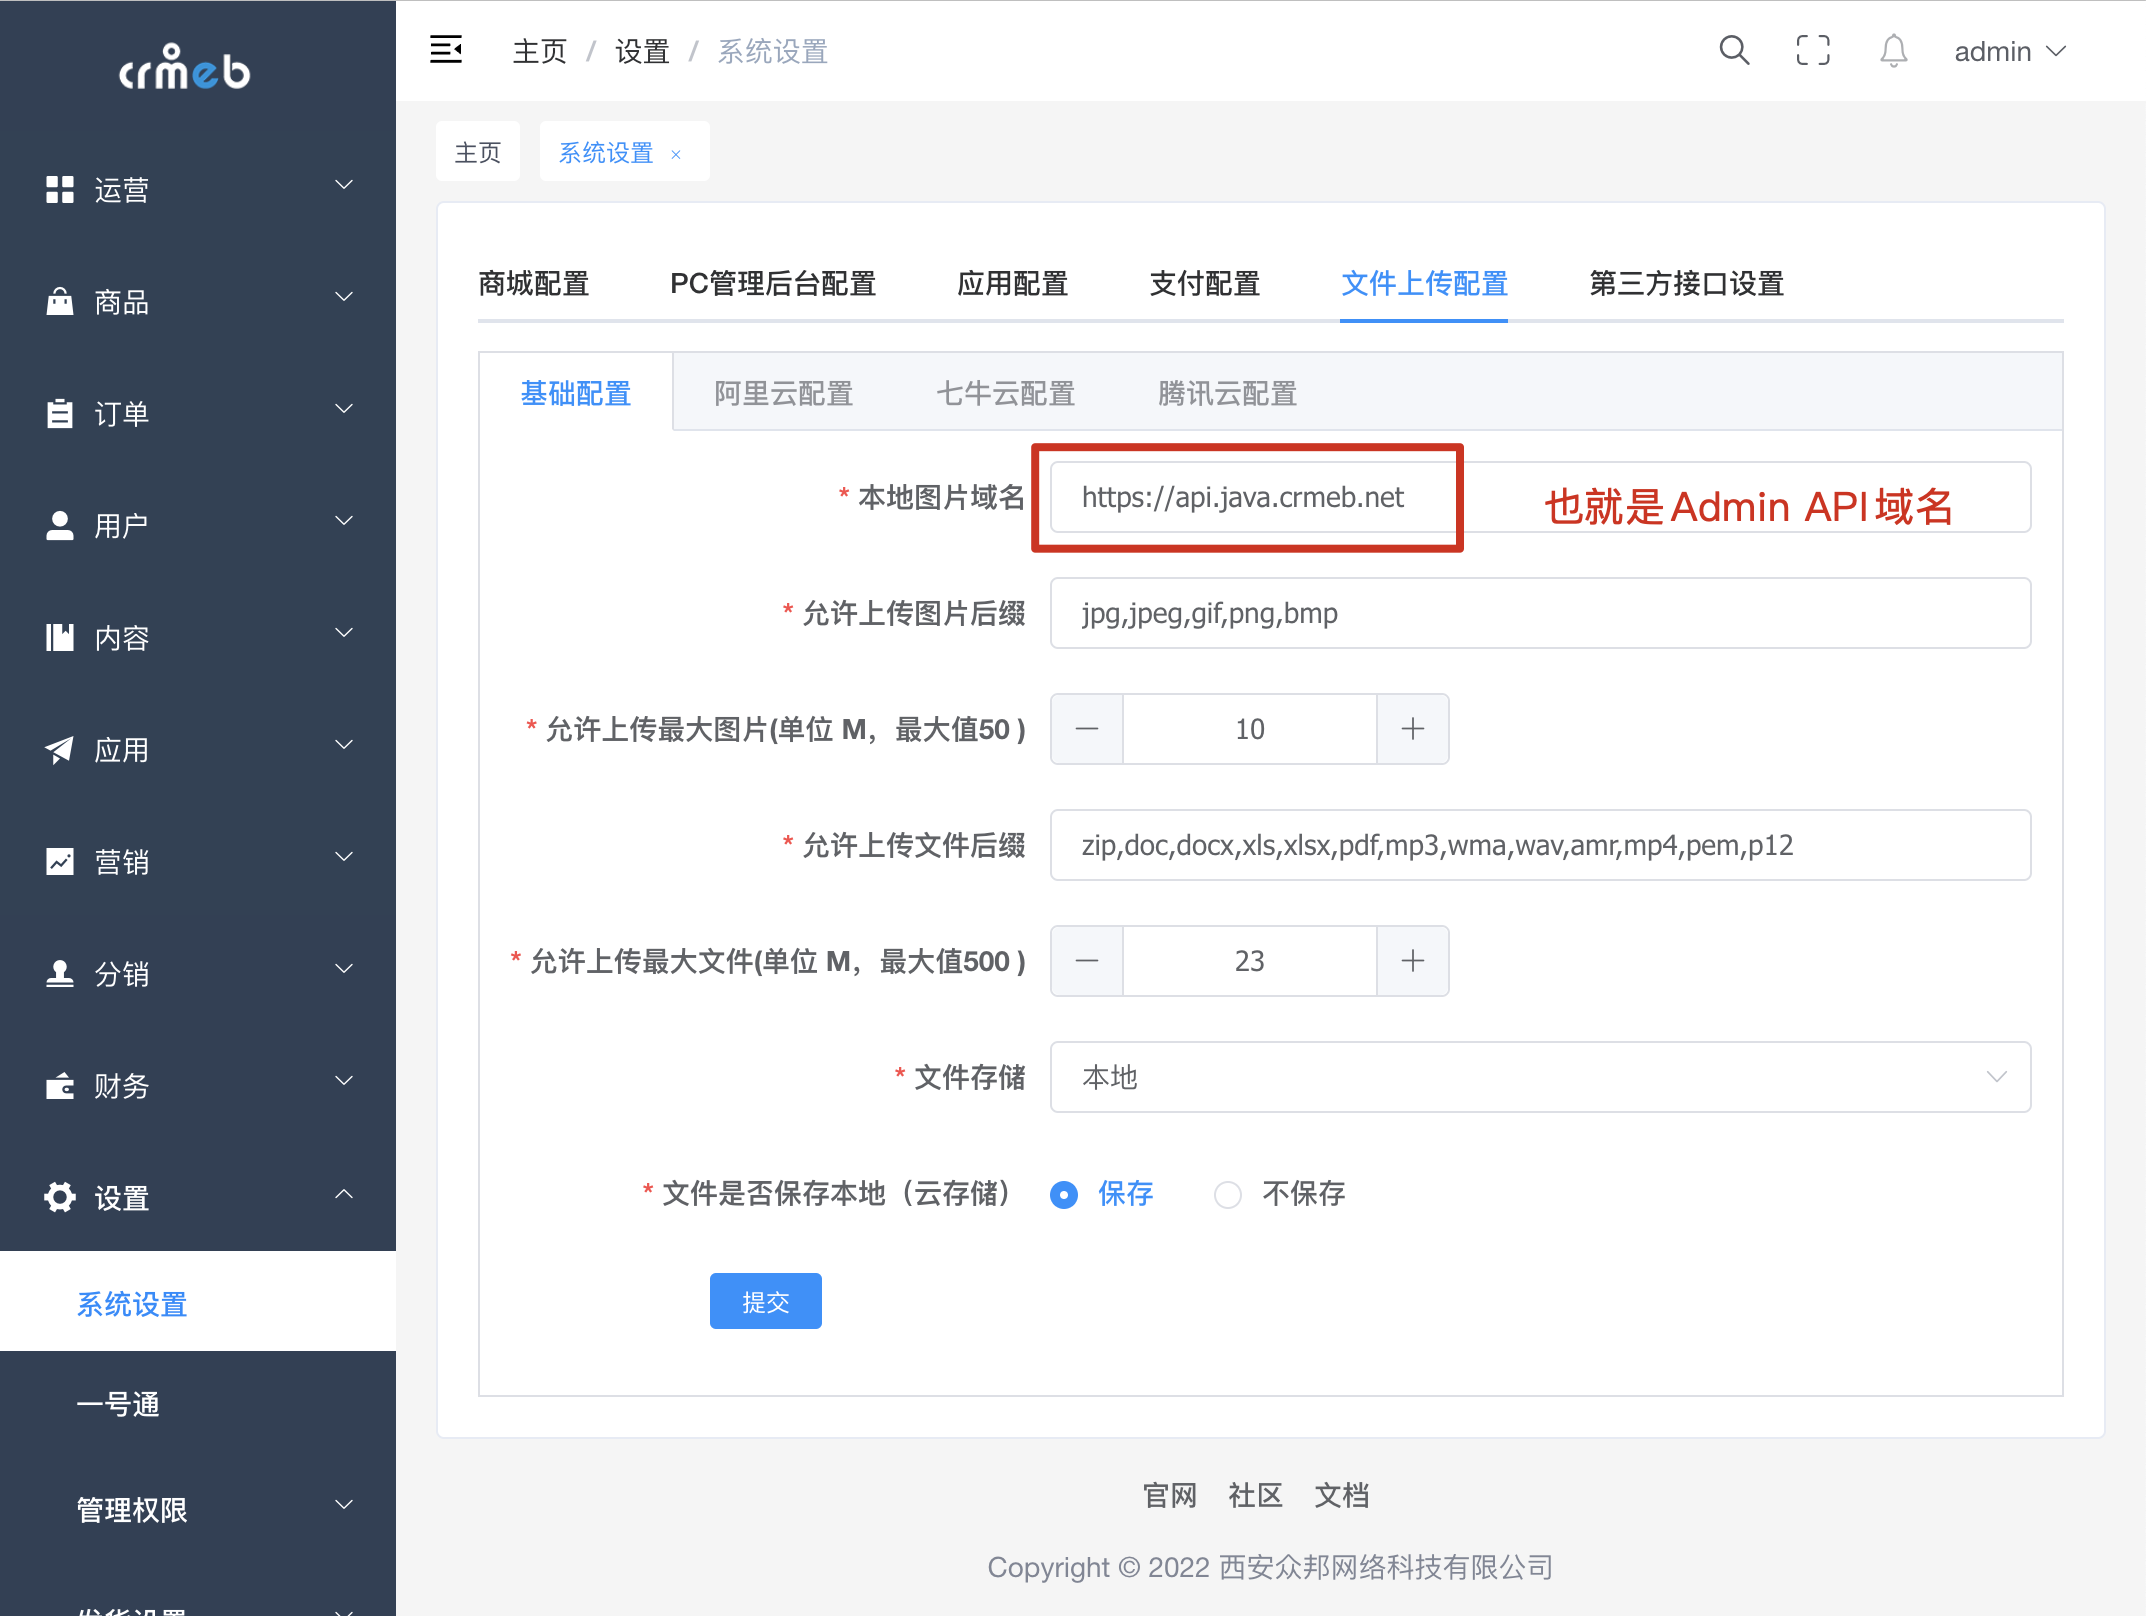 crmeb
主页 / 设置 / 系统设置
admin
主页
系统设置 ×
运营
商品
订单
用户
内容
应用
营销
分销
财务
设置
系统设置
一号通
管理权限
发货设置
商城配置 PC管理后台配置 应用配置 支付配置 文件上传配置 第三方接口设置
基础配置 阿里云配置 七牛云配置 腾讯云配置
* 本地图片域名 https://api.java.crmeb.net 也就是Admin API域名
* 允许上传图片后缀 jpg,jpeg,gif,png,bmp
* 允许上传最大图片(单位 M，最大值50 ) — 10 +
* 允许上传文件后缀 zip,doc,docx,xls,xlsx,pdf,mp3,wma,wav,amr,mp4,pem,p12
* 允许上传最大文件(单位 M，最大值500 ) — 23 +
* 文件存储 本地
* 文件是否保存本地（云存储） 保存 不保存
提交
官网 社区 文档
Copyright © 2022 西安众邦网络科技有限公司